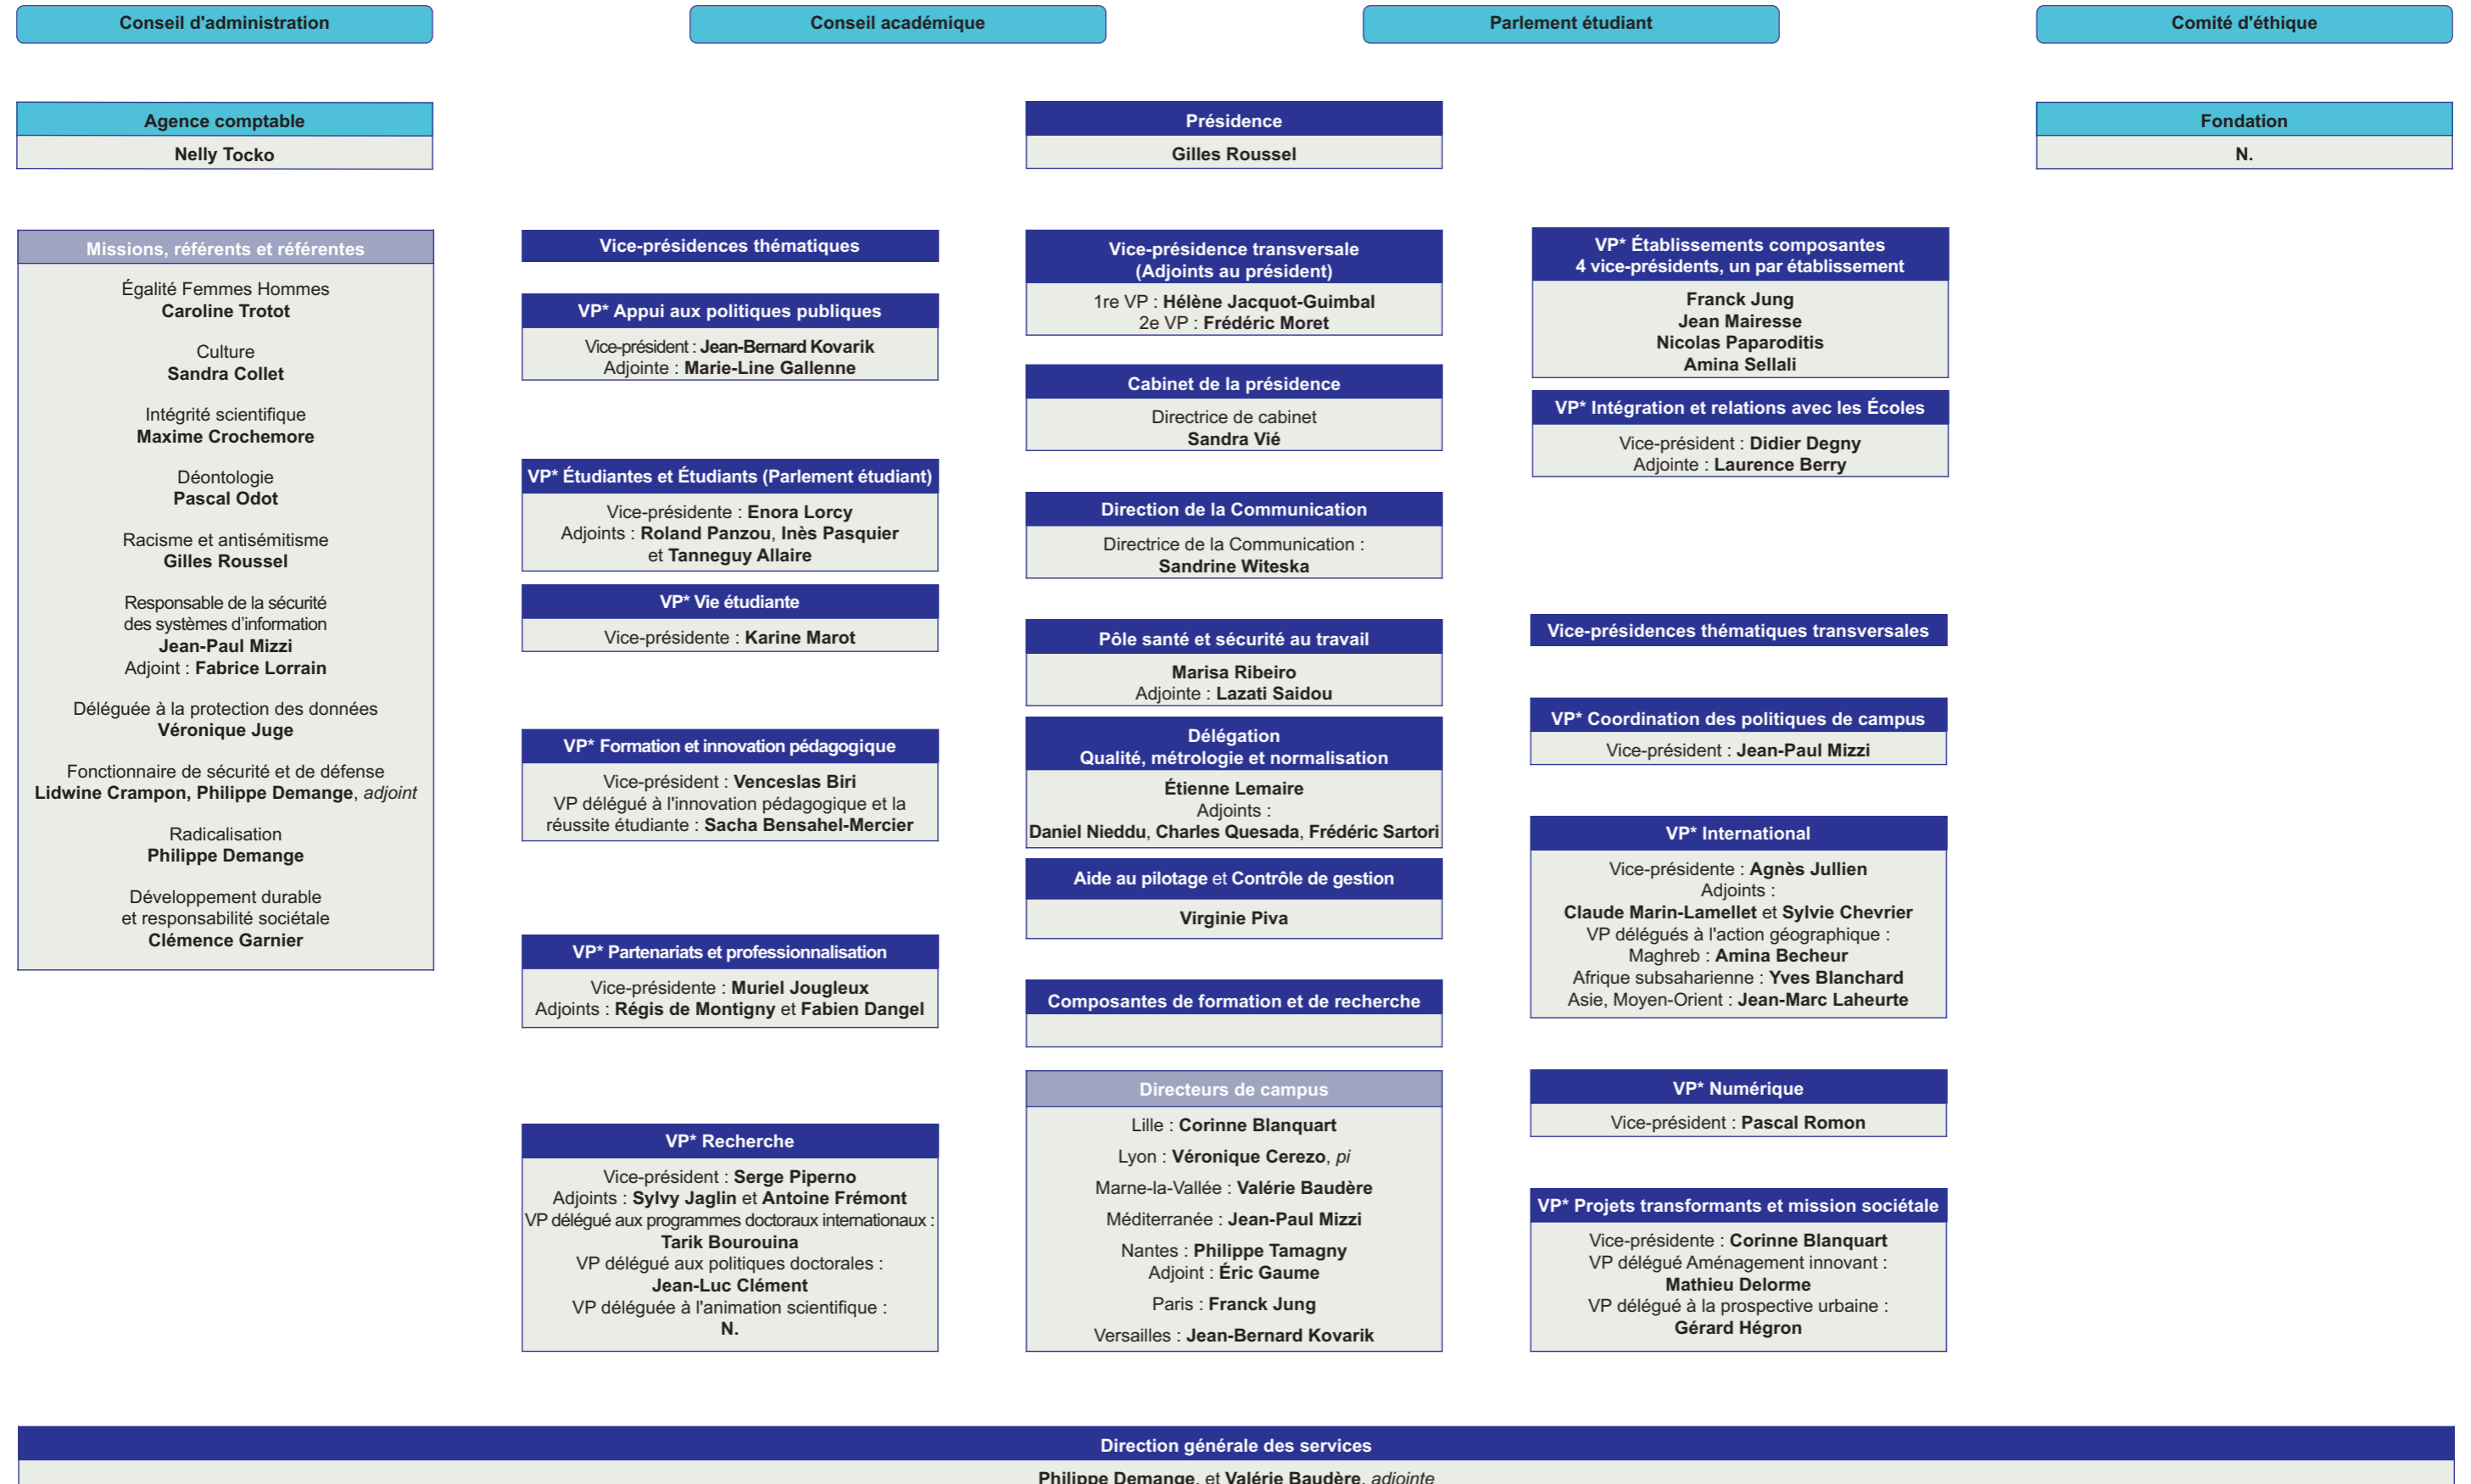 Conseil d'administration
Conseil académique
Parlement étudiant
Comité d'éthique
Agence comptable
Nelly Tocko
Présidence
Gilles Roussel
Fondation
N.
Missions, référents et référentes
Égalité Femmes Hommes
Caroline Trotot
Culture
Sandra Collet
Intégrité scientifique
Maxime Crochemore
Déontologie
Pascal Odot
Racisme et antisémitisme
Gilles Roussel
Responsable de la sécurité
des systèmes d'information
Jean-Paul Mizzi
Adjoint : Fabrice Lorrain
Déléguée à la protection des données
Véronique Juge
Fonctionnaire de sécurité et de défense
Lidwine Crampon, Philippe Demange, adjoint
Radicalisation
Philippe Demange
Développement durable
et responsabilité sociétale
Clémence Garnier
Vice-présidences thématiques
VP* Appui aux politiques publiques
Vice-président : Jean-Bernard Kovarik
Adjointe : Marie-Line Gallenne
VP* Étudiantes et Étudiants (Parlement étudiant)
Vice-présidente : Enora Lorcy
Adjoints : Roland Panzou, Inès Pasquier
et Tanneguy Allaire
VP* Vie étudiante
Vice-présidente : Karine Marot
VP* Formation et innovation pédagogique
Vice-président : Venceslas Biri
VP délégué à l'innovation pédagogique et la
réussite étudiante : Sacha Bensahel-Mercier
VP* Partenariats et professionnalisation
Vice-présidente : Muriel Jougleux
Adjoints : Régis de Montigny et Fabien Dangel
VP* Recherche
Vice-président : Serge Piperno
Adjoints : Sylvy Jaglin et Antoine Frémont
VP délégué aux programmes doctoraux internationaux :
Tarik Bourouina
VP délégué aux politiques doctorales :
Jean-Luc Clément
VP déléguée à l'animation scientifique :
N.
Vice-présidence transversale
(Adjoints au président)
1re VP : Hélène Jacquot-Guimbal
2e VP : Frédéric Moret
Cabinet de la présidence
Directrice de cabinet
Sandra Vié
Direction de la Communication
Directrice de la Communication :
Sandrine Witeska
Pôle santé et sécurité au travail
Marisa Ribeiro
Adjointe : Lazati Saidou
Délégation
Qualité, métrologie et normalisation
Étienne Lemaire
Adjoints :
Daniel Nieddu, Charles Quesada, Frédéric Sartori
Aide au pilotage et Contrôle de gestion
Virginie Piva
Composantes de formation et de recherche
Directeurs de campus
Lille : Corinne Blanquart
Lyon : Véronique Cerezo, pi
Marne-la-Vallée : Valérie Baudère
Méditerranée : Jean-Paul Mizzi
Nantes : Philippe Tamagny
Adjoint : Éric Gaume
Paris : Franck Jung
Versailles : Jean-Bernard Kovarik
VP* Établissements composantes
4 vice-présidents, un par établissement
Franck Jung
Jean Mairesse
Nicolas Paparoditis
Amina Sellali
VP* Intégration et relations avec les Écoles
Vice-président : Didier Degny
Adjointe : Laurence Berry
Vice-présidences thématiques transversales
VP* Coordination des politiques de campus
Vice-président : Jean-Paul Mizzi
VP* International
Vice-présidente : Agnès Jullien
Adjoints :
Claude Marin-Lamellet et Sylvie Chevrier
VP délégués à l'action géographique :
Maghreb : Amina Becheur
Afrique subsaharienne : Yves Blanchard
Asie, Moyen-Orient : Jean-Marc Laheurte
VP* Numérique
Vice-président : Pascal Romon
VP* Projets transformants et mission sociétale
Vice-présidente : Corinne Blanquart
VP délégué Aménagement innovant :
Mathieu Delorme
VP délégué à la prospective urbaine :
Gérard Hégron
Direction générale des services
Philippe Demange, et Valérie Baudère, adjointe